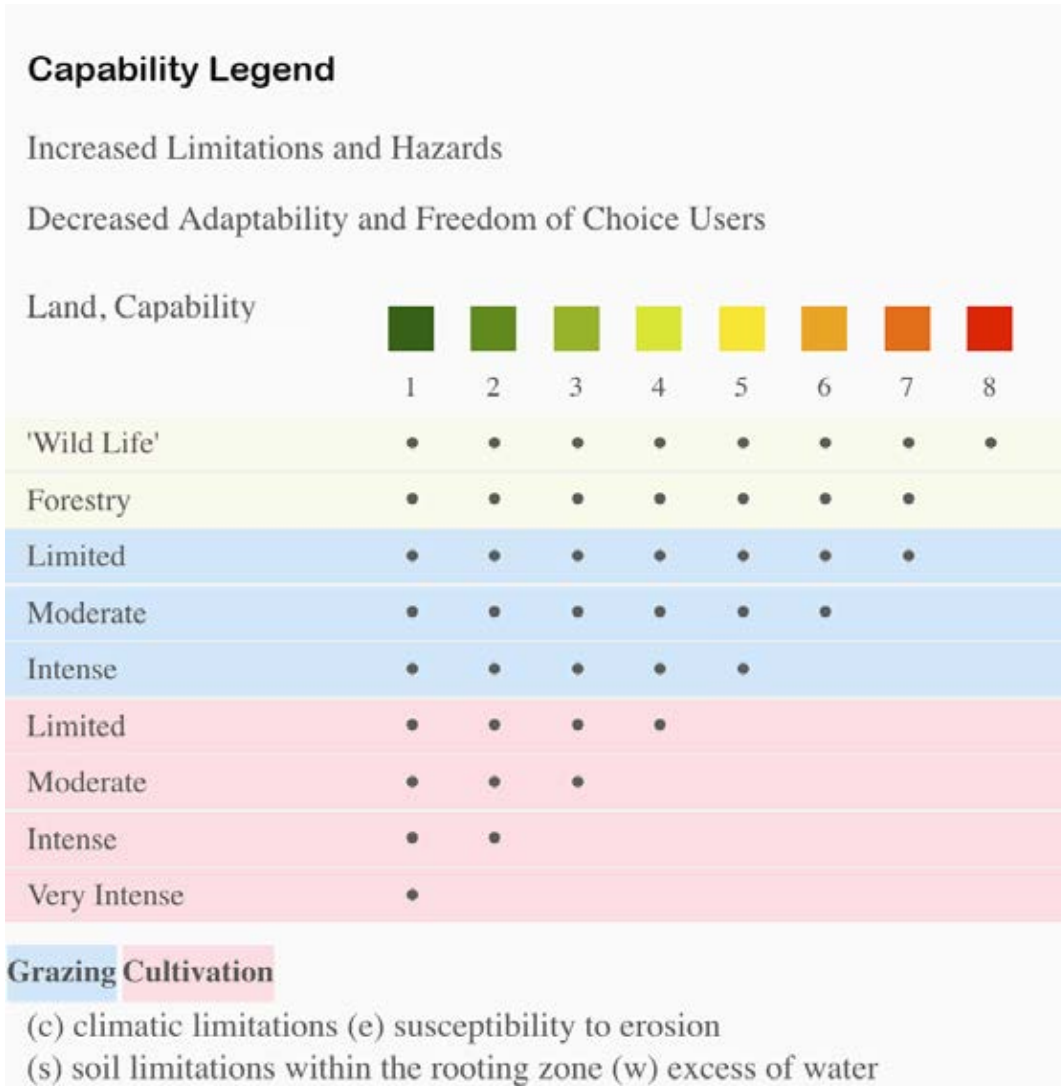 Capability Legend
Increased Limitations and Hazards
Decreased Adaptability and Freedom of Choice Users
Land, Capability
1 2 3 4 5 6 7 8
'Wild Life'
Forestry
Limited
Moderate
Intense
Limited
Moderate
Intense
Very Intense
Grazing Cultivation
(c) climatic limitations (e) susceptibility to erosion
(s) soil limitations within the rooting zone (w) excess of water